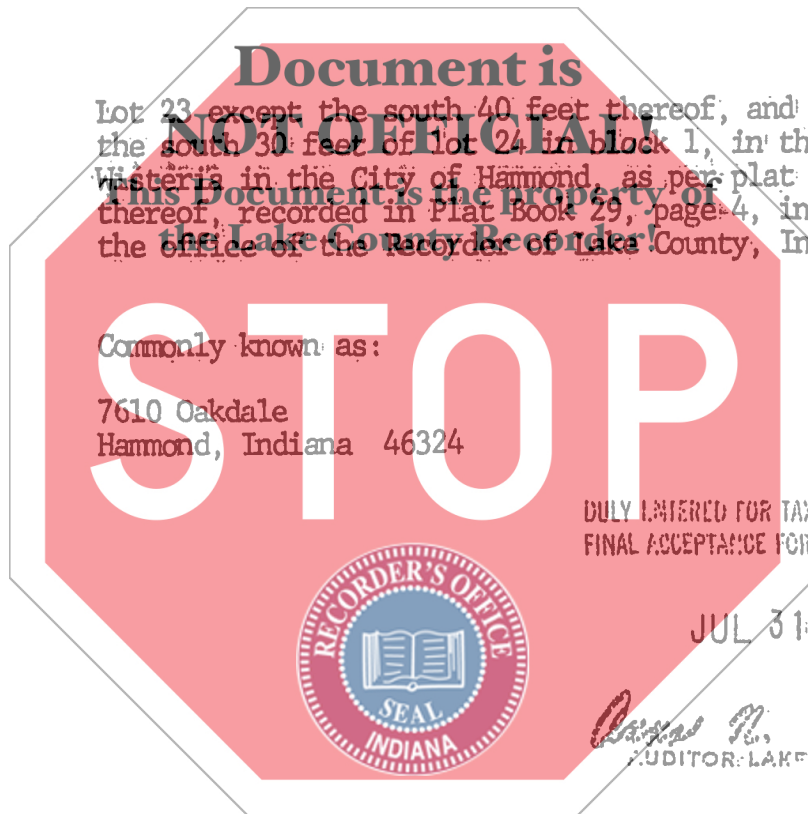 Document is
NOT OFFICIAL!
This Document is the property of
the Lake County Recorder!
Lot 23 except the south 40 feet thereof, and
the south 30 feet of lot 24 in block 1, in th
Wisteria in the City of Hammond, as per plat
thereof, recorded in Plat Book 29, page 4, in
the office of the Recorder of Lake County, In
STOP
Commonly known as:
7610 Oakdale
Hammond, Indiana 46324
DULY ENTERED FOR TAX
FINAL ACCEPTANCE FOR
JUL 31
RECORDER'S OFFICE
SEAL
INDIANA
N.
AUDITOR LAKE